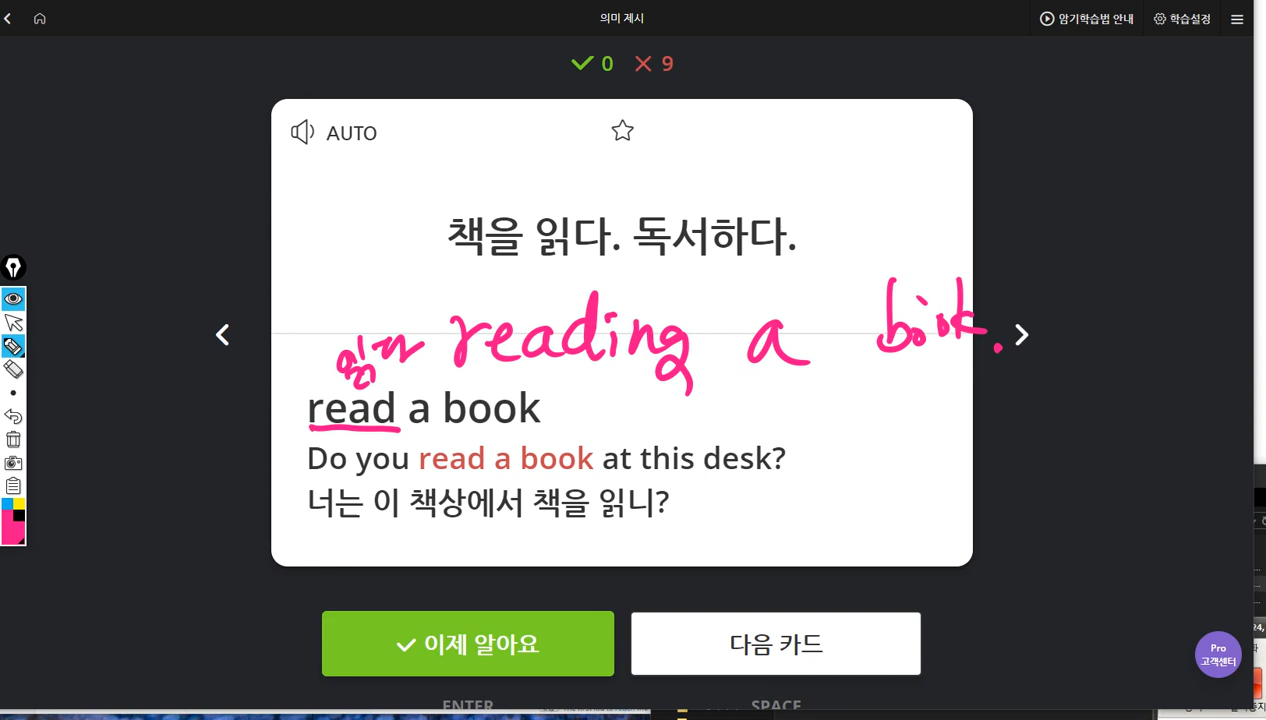 의미 제시
암기학습법 안내
학습설정
0 9
AUTO
책을 읽다. 독서하다.
reading a book.
읽다
read a book
Do you read a book at this desk?
너는 이 책상에서 책을 읽니?
이제 알아요
다음 카드
Pro
고객센터
ENTER
SPACE